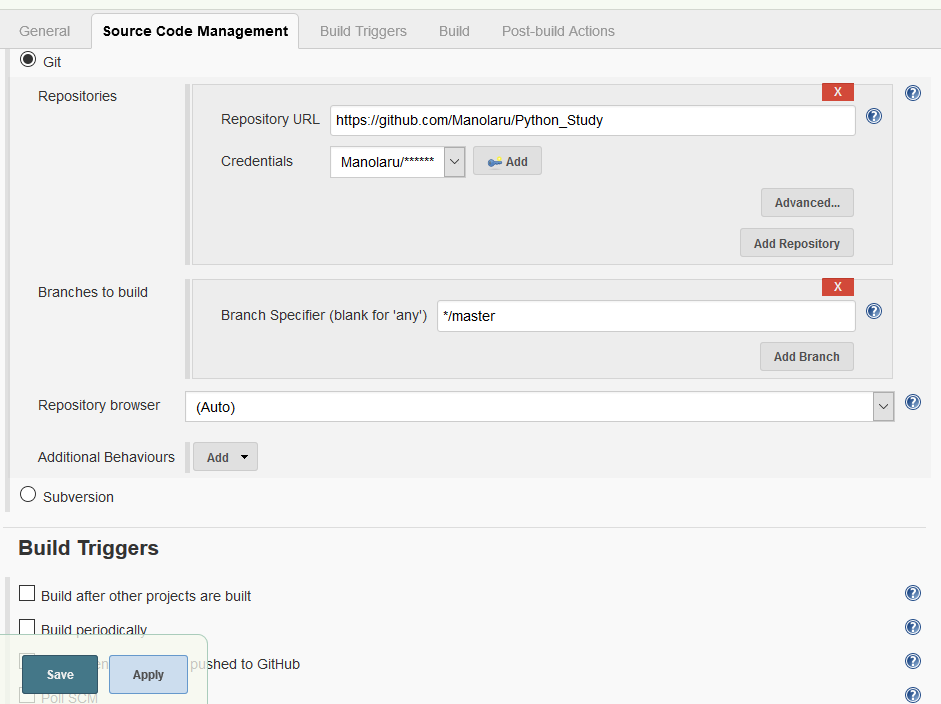 General Source Code Management Build Triggers Build Post-build Actions
Git
Repositories
X
Repository URL https://github.com/Manolaru/Python_Study
Credentials Manolaru/****** Add
Advanced...
Add Repository
Branches to build
X
Branch Specifier (blank for 'any') */master
Add Branch
Repository browser (Auto)
Additional Behaviours Add
Subversion
Build Triggers
Build after other projects are built
Build periodically
pushed to GitHub
Save Apply
Poll SCM